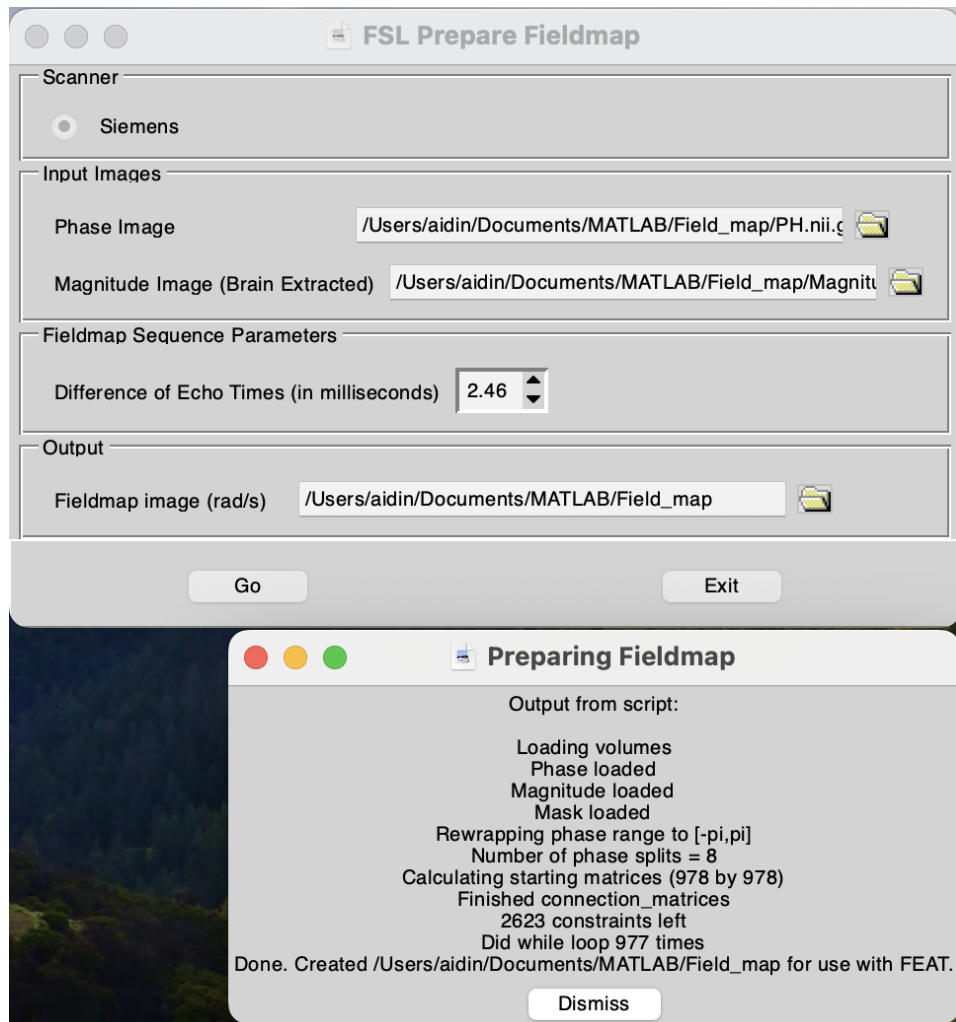 FSL Prepare Fieldmap
Scanner
Siemens
Input Images
Phase Image
/Users/aidin/Documents/MATLAB/Field_map/PH.nii.g
Magnitude Image (Brain Extracted)
/Users/aidin/Documents/MATLAB/Field_map/Magnitu
Fieldmap Sequence Parameters
Difference of Echo Times (in milliseconds)
2.46
Output
Fieldmap image (rad/s)
/Users/aidin/Documents/MATLAB/Field_map
Go
Exit
Preparing Fieldmap
Output from script:
Loading volumes
Phase loaded
Magnitude loaded
Mask loaded
Rewrapping phase range to [-pi,pi]
Number of phase splits = 8
Calculating starting matrices (978 by 978)
Finished connection_matrices
2623 constraints left
Did while loop 977 times
Done. Created /Users/aidin/Documents/MATLAB/Field_map for use with FEAT.
Dismiss